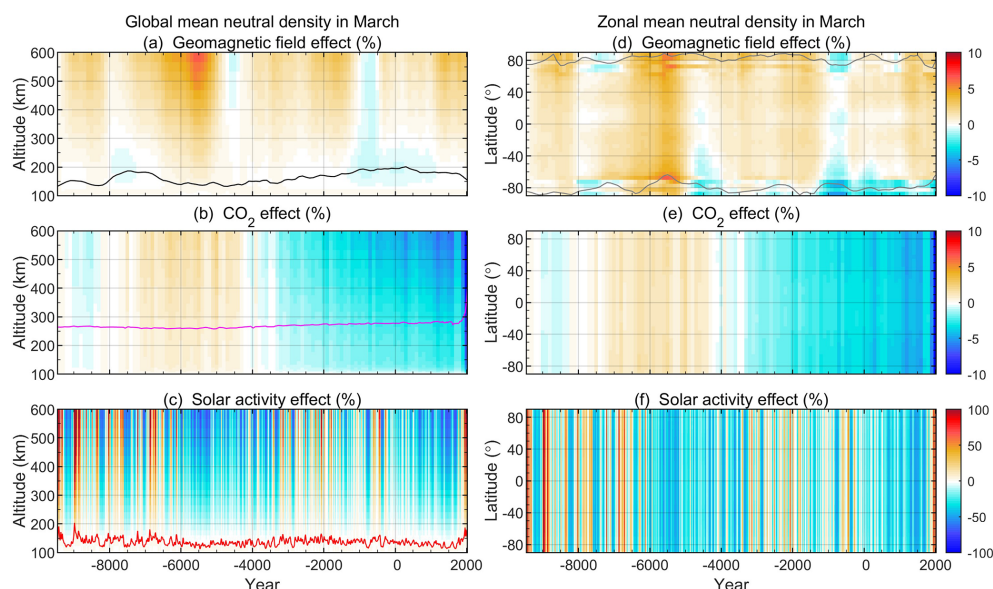 Global mean neutral density in March
Zonal mean neutral density in March
(a) Geomagnetic field effect (%)
600
500
400
300
200
100
Altitude (km)
(d) Geomagnetic field effect (%)
80
40
0
-40
-80
Latitude (°)
10
5
0
-5
-10
(b) CO2 effect (%)
600
500
400
300
200
100
Altitude (km)
(e) CO2 effect (%)
80
40
0
-40
-80
Latitude (°)
10
5
0
-5
-10
(c) Solar activity effect (%)
600
500
400
300
200
100
Altitude (km)
-8000 -6000 -4000 -2000 0 2000
Year
(f) Solar activity effect (%)
80
40
0
-40
-80
Latitude (°)
-8000 -6000 -4000 -2000 0 2000
Year
100
50
0
-50
-100